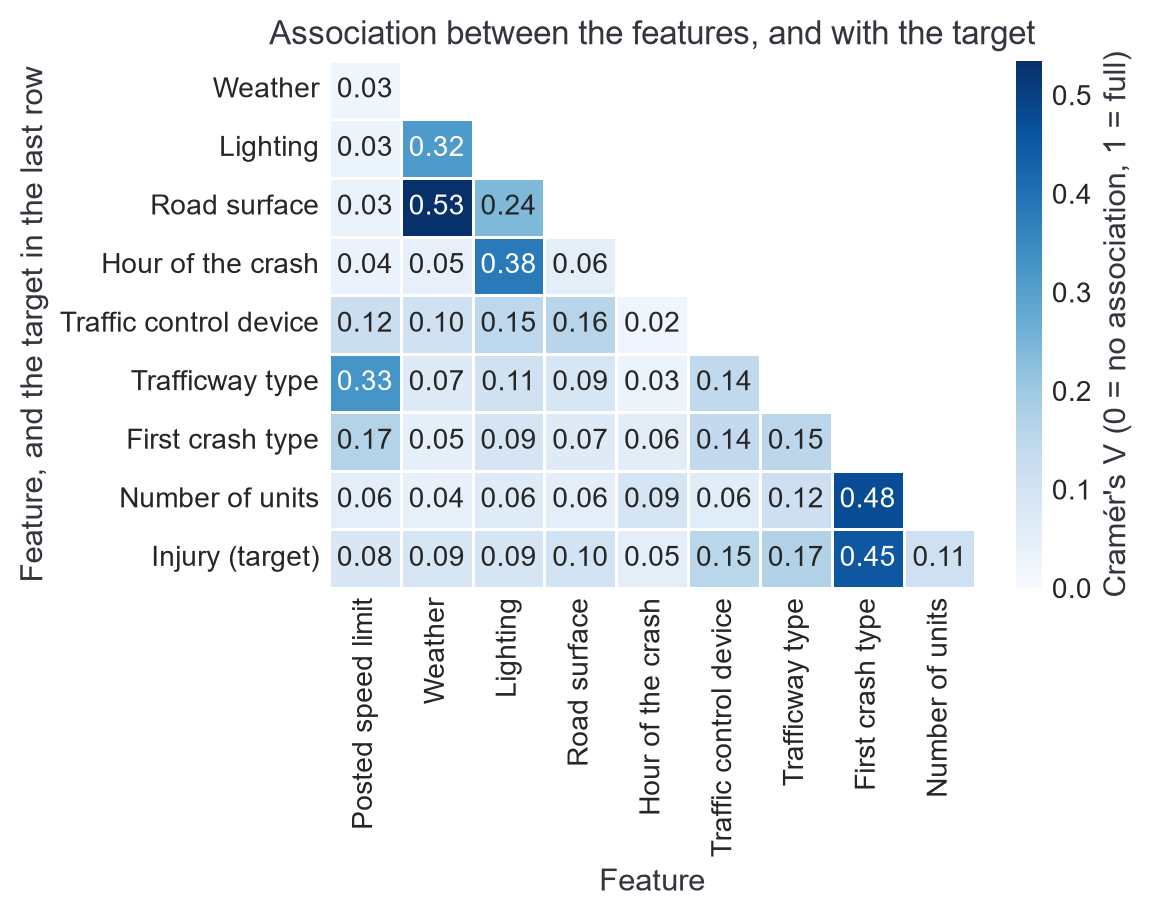 Association between the features, and with the target
Feature, and the target in the last row
Weather 0.03
Lighting 0.03 0.32
Road surface 0.03 0.53 0.24
Hour of the crash 0.04 0.05 0.38 0.06
Traffic control device 0.12 0.10 0.15 0.16 0.02
Trafficway type 0.33 0.07 0.11 0.09 0.03 0.14
First crash type 0.17 0.05 0.09 0.07 0.06 0.14 0.15
Number of units 0.06 0.04 0.06 0.06 0.09 0.06 0.12 0.48
Injury (target) 0.08 0.09 0.09 0.10 0.05 0.15 0.17 0.45 0.11
Posted speed limit
Weather
Lighting
Road surface
Hour of the crash
Traffic control device
Trafficway type
First crash type
Number of units
Feature
0.5
0.4
0.3
0.2
0.1
0.0
Cramér's V (0 = no association, 1 = full)